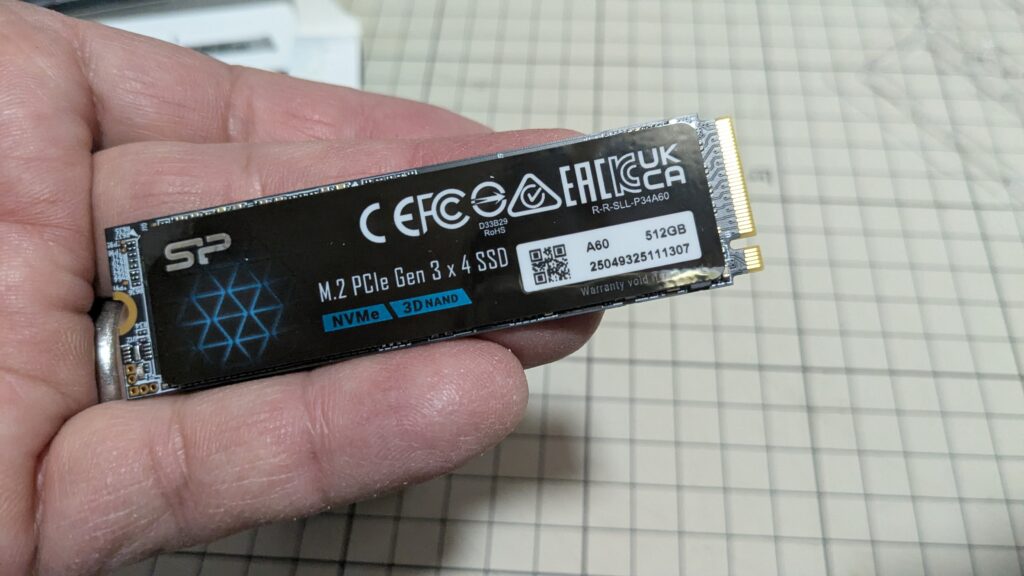 SP
CE FC EAC UK
CA
D33B29
RoHS
R-R-SLL-P34A60
M.2 PCIe Gen 3 x 4 SSD
NVMe 3D NAND
A60 512GB
25049325111307
Warranty void